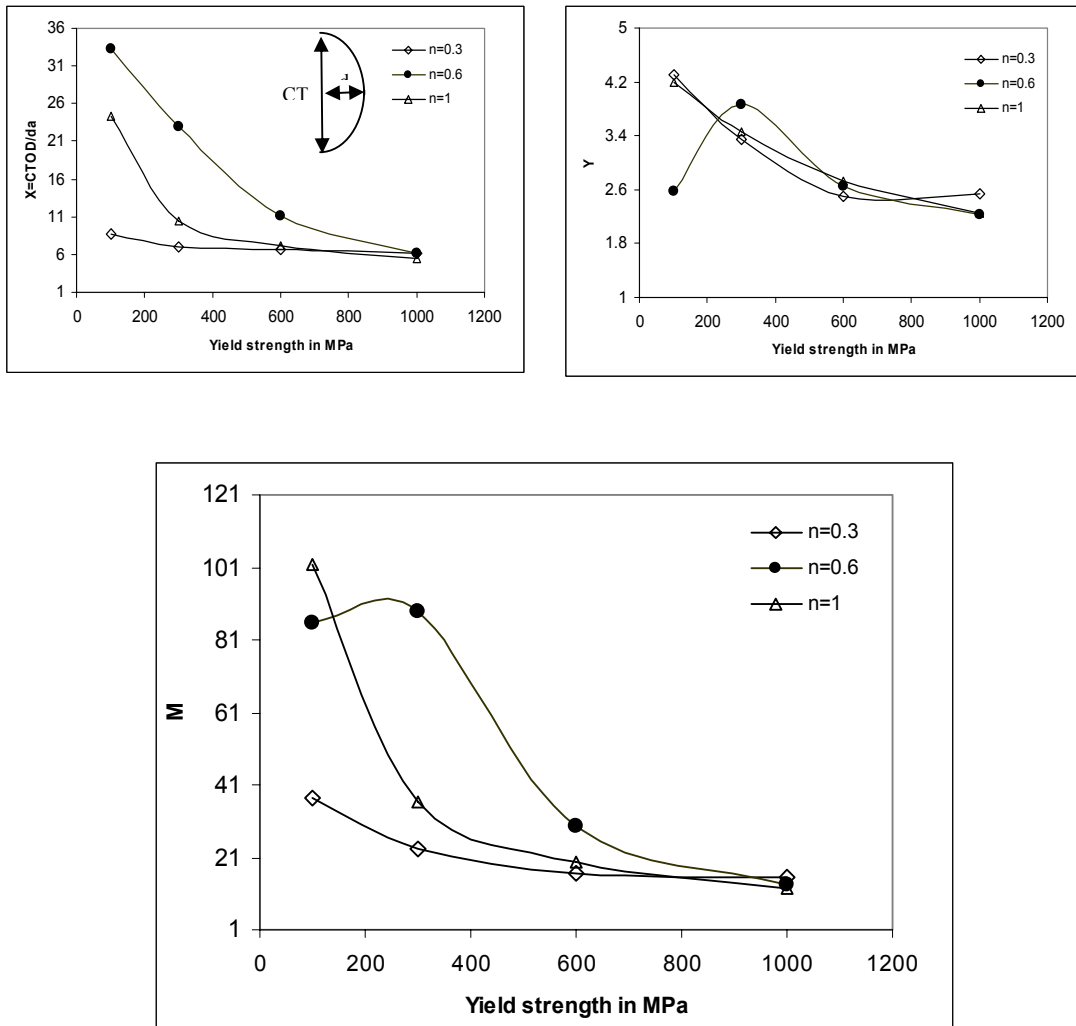 36
31
26
21
16
11
6
1
X=CTOD/da
0 200 400 600 800 1000 1200
Yield strength in MPa
CT
n=0.3
n=0.6
n=1
5
4.2
3.4
2.6
1.8
1
Y
0 200 400 600 800 1000 1200
Yield strength in MPa
n=0.3
n=0.6
n=1
121
101
81
61
41
21
1
M
0 200 400 600 800 1000 1200
Yield strength in MPa
n=0.3
n=0.6
n=1